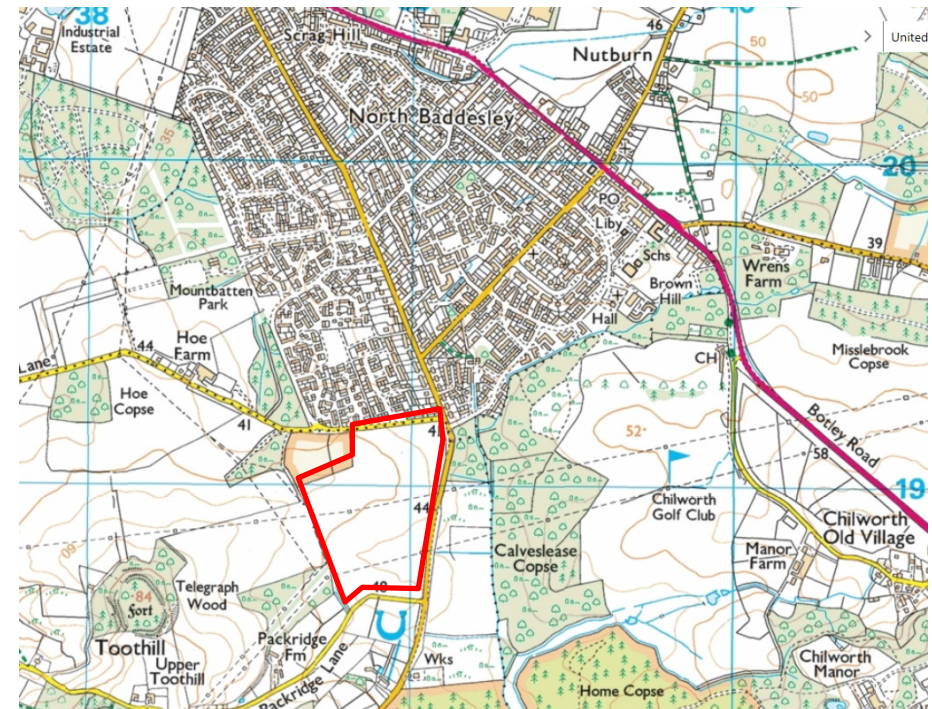 38
Industrial
Estate
Scrag Hill
46
40
United
Nutburn
50
50
North Baddesley
35
20
PO
Liby
Schs
39
Wrens
Farm
Brown
Hill
Mountbatten
Park
Hall
44
Hoe
Farm
Lane
CH
Misslebrook
Copse
Hoe
Copse
41
41
52
Botley Road
58
19
44
Chilworth
Golf Club
Chilworth
Old Village
60
Calveslease
Copse
Manor
Farm
48
84
fort
Telegraph
Wood
Toothill
Upper
Toothill
Packridge
Fm
Packridge Lane
Wks
Chilworth
Manor
Home Copse